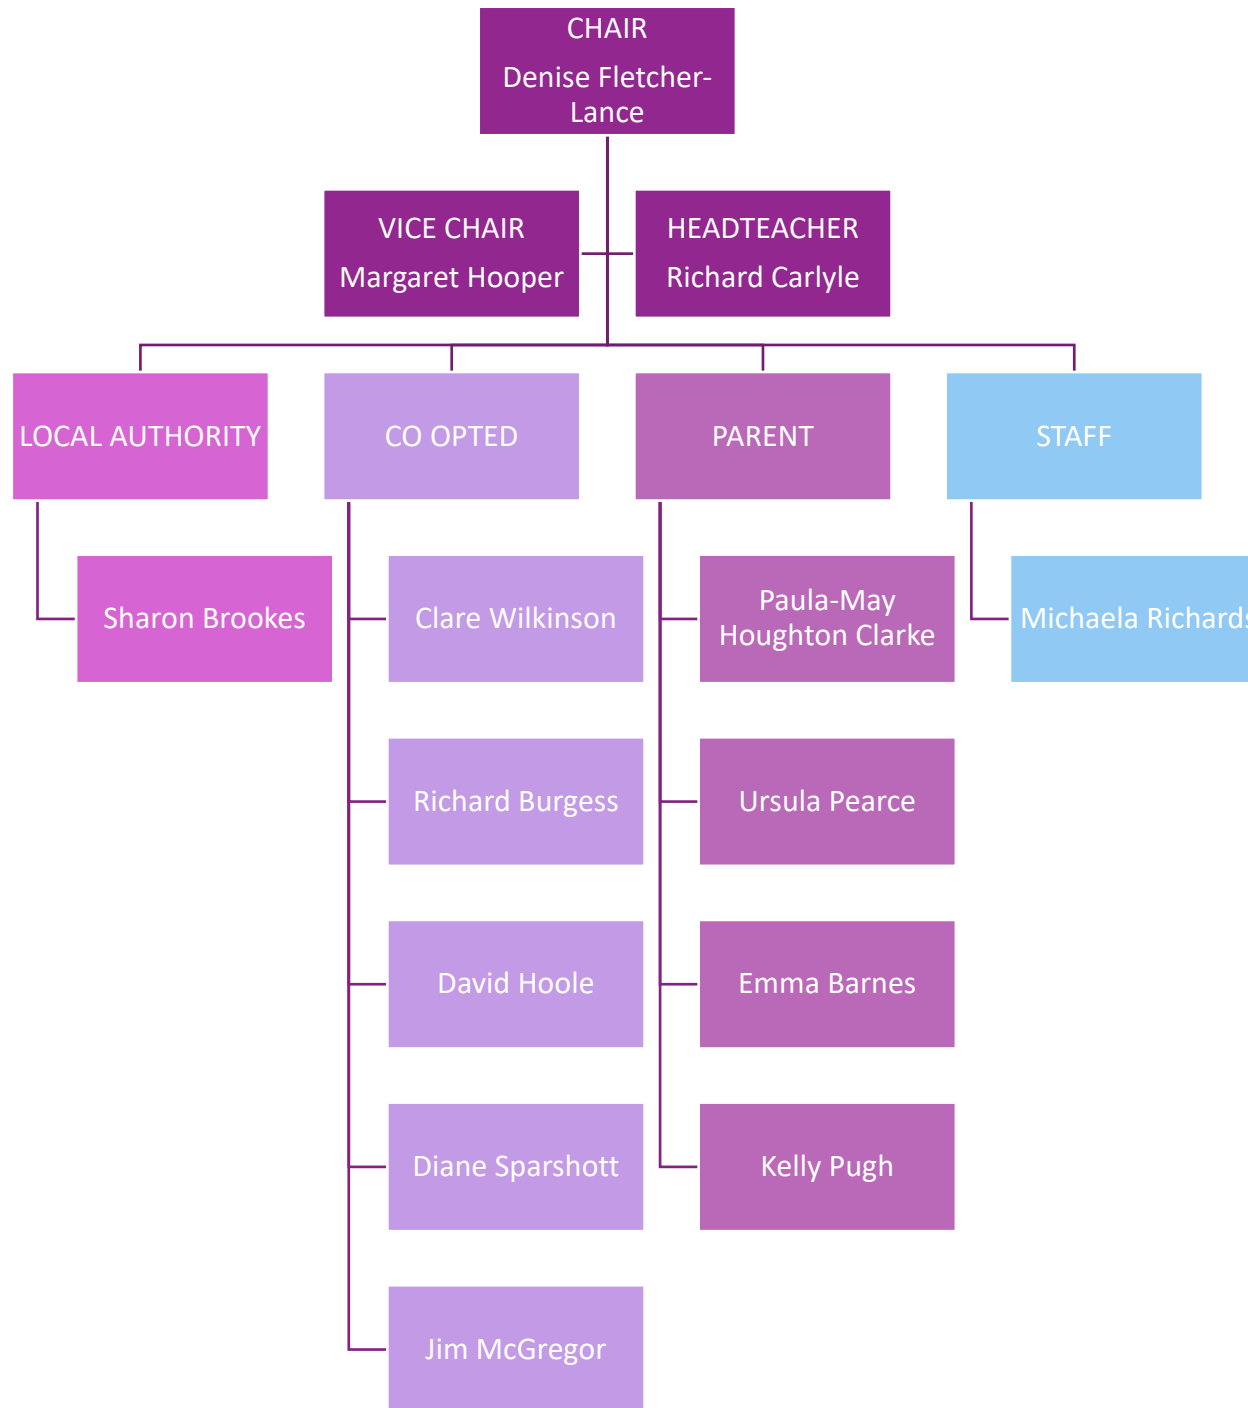 CHAIR
Denise Fletcher-
Lance
VICE CHAIR
Margaret Hooper
HEADTEACHER
Richard Carlyle
LOCAL AUTHORITY
CO OPTED
PARENT
STAFF
Sharon Brookes
Clare Wilkinson
Paula-May
Houghton Clarke
Michaela Richards
Richard Burgess
Ursula Pearce
David Hoole
Emma Barnes
Diane Sparshott
Kelly Pugh
Jim McGregor